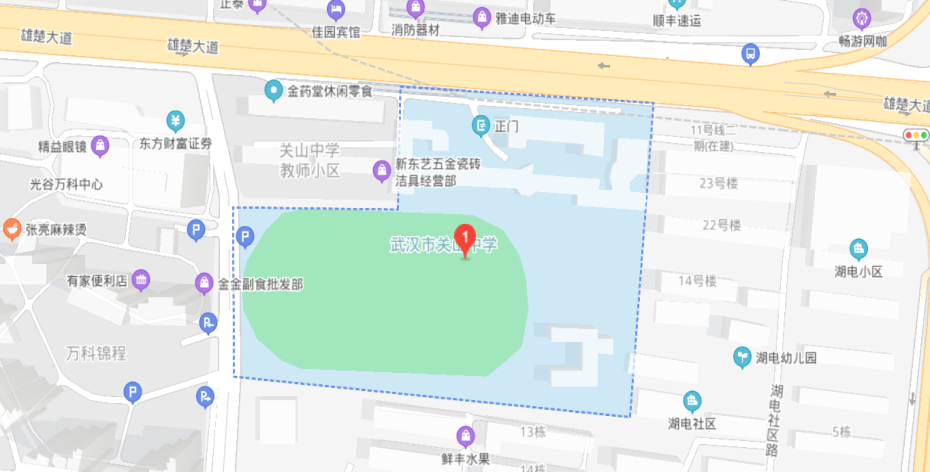 正泰
佳园宾馆
消防器材
雅迪电动车
顺丰速运
畅游网咖
雄楚大道
雄楚大道
雄楚大道
金药堂休闲零食
东方财富证券
精益眼镜
关山中学
教师小区
正门
11号线二
期(在建)
新东艺五金瓷砖
洁具经营部
光谷万科中心
23号楼
张亮麻辣烫
P
P
22号楼
1
武汉市关山中学
湖电小区
有家便利店
金金副食批发部
14号楼
万科锦程
湖电幼儿园
P
湖电社区
湖电社区路
13栋
5栋
鲜丰水果
14栋